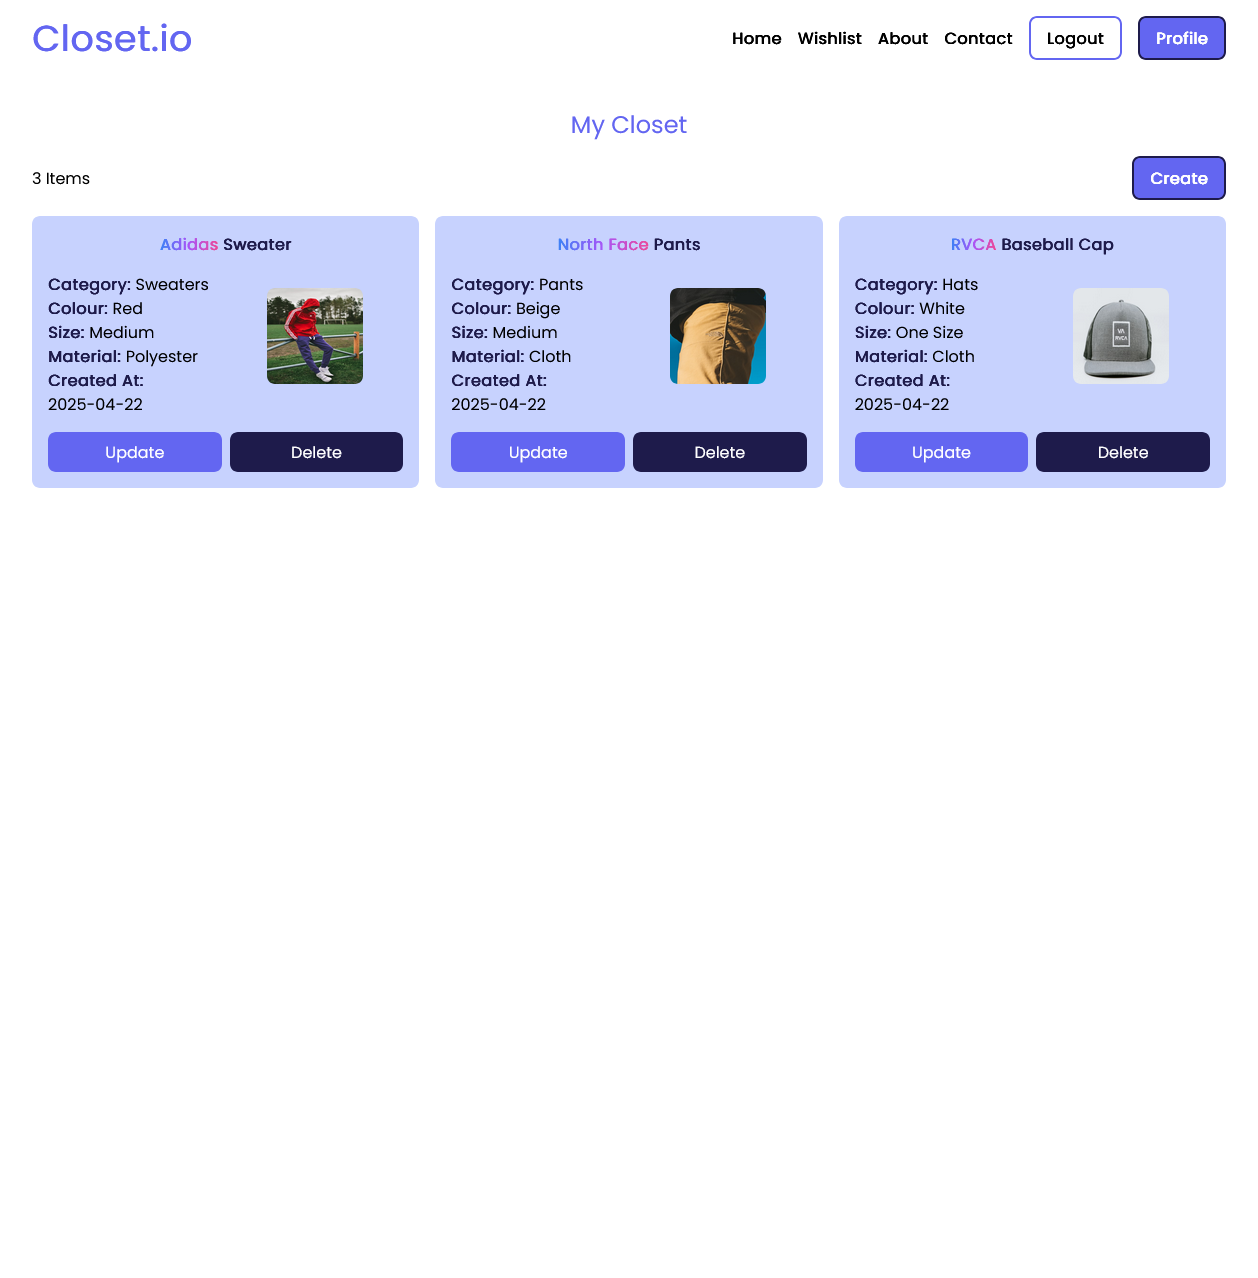 Closet.io
Home Wishlist About Contact Logout Profile
My Closet
3 Items
Create
Adidas Sweater
Category: Sweaters
Colour: Red
Size: Medium
Material: Polyester
Created At:
2025-04-22
Update Delete
North Face Pants
Category: Pants
Colour: Beige
Size: Medium
Material: Cloth
Created At:
2025-04-22
Update Delete
RVCA Baseball Cap
Category: Hats
Colour: White
Size: One Size
Material: Cloth
Created At:
2025-04-22
VA
RVCA
Update Delete